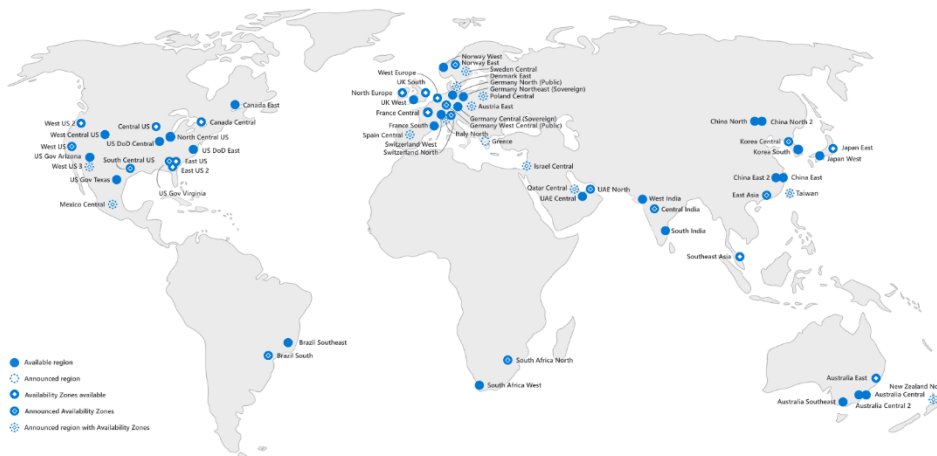 Norway West
Norway East
Sweden Central
Denmark East
Germany North (Public)
Germany Northeast (Sovereign)
Poland Central
Austria East
West Europe
UK South
North Europe
UK West
France Central
Germany Central (Sovereign)
Germany West Central (Public)
France South
Italy North
Spain Central
Greece
Switzerland West
Switzerland North
Canada East
Canada Central
West US 2
Central US
West Central US
North Central US
US DoD Central
West US
US DoD East
US Gov Arizona
South Central US
East US
West US 3
East US 2
US Gov Texas
US Gov Virginia
Mexico Central
Israel Central
Qatar Central
UAE North
UAE Central
West India
Central India
South India
China North
China North 2
Korea Central
Japan East
Korea South
Japan West
China East 2
China East
East Asia
Taiwan
Southeast Asia
Brazil Southeast
Brazil South
South Africa North
South Africa West
Australia East
New Zealand No
Australia Central
Australia Southeast
Australia Central 2
Available region
Announced region
Availability Zones available
Announced Availability Zones
Announced region with Availability Zones